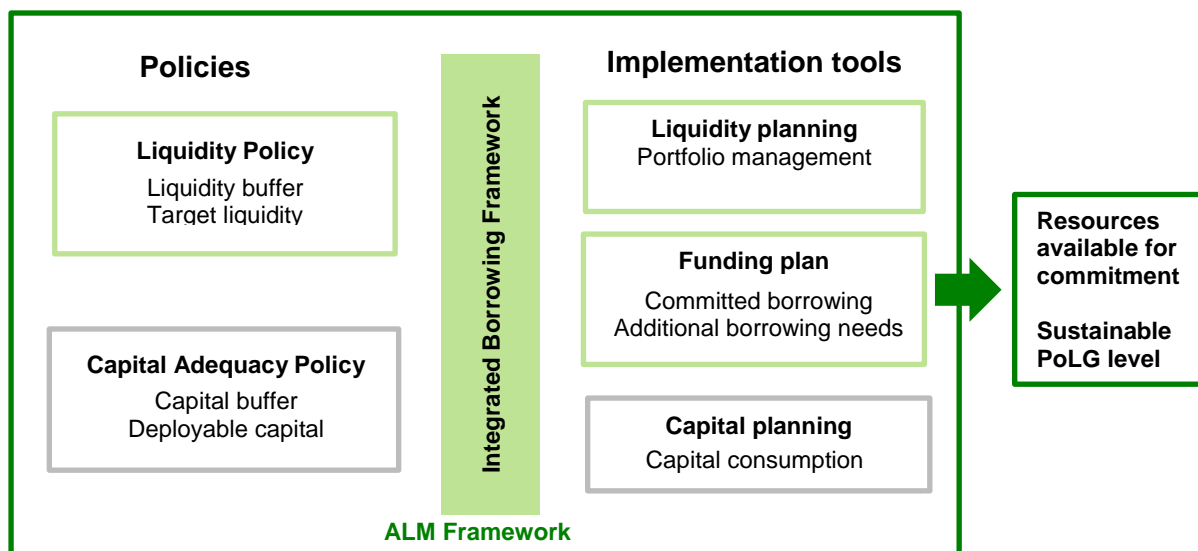 Policies
Liquidity Policy
Liquidity buffer
Target liquidity
Capital Adequacy Policy
Capital buffer
Deployable capital
Integrated Borrowing Framework
Implementation tools
Liquidity planning
Portfolio management
Funding plan
Committed borrowing
Additional borrowing needs
Capital planning
Capital consumption
ALM Framework
Resources
available for
commitment
Sustainable
PoLG level